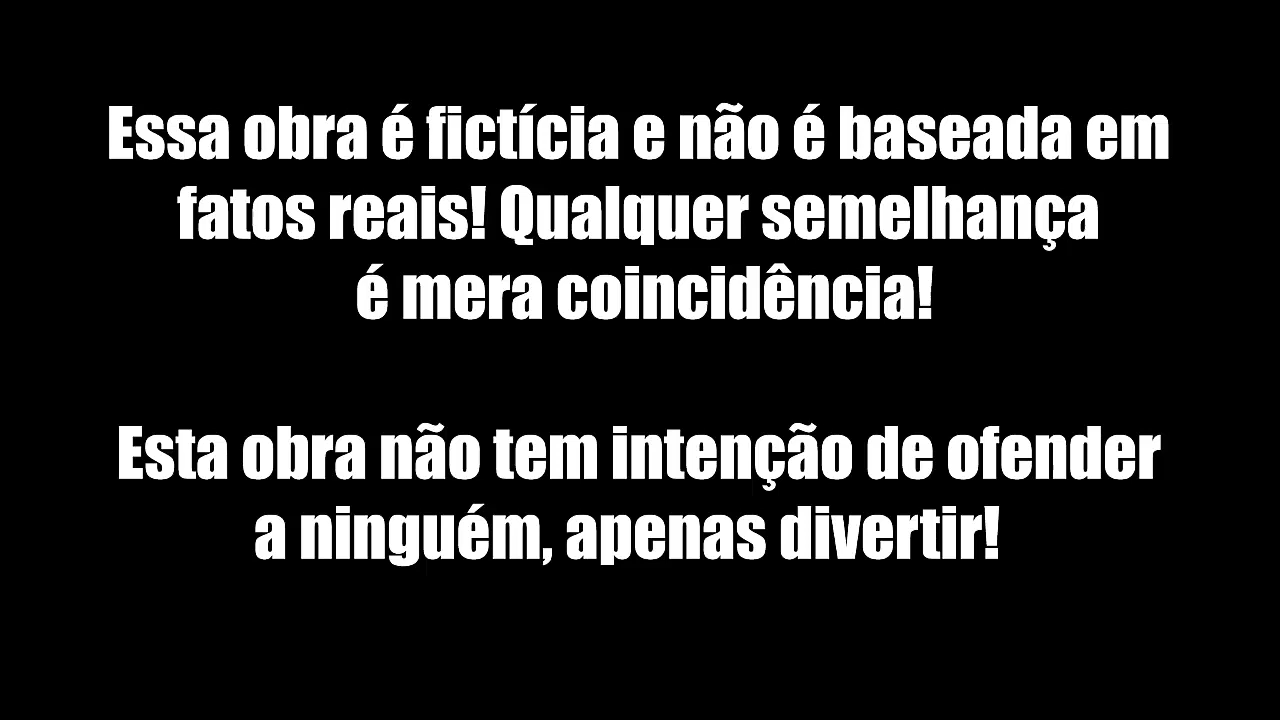 Essa obra é fictícia e não é baseada em
fatos reais! Qualquer semelhança
é mera coincidência!
Esta obra não tem intenção de ofender
a ninguém, apenas divertir!